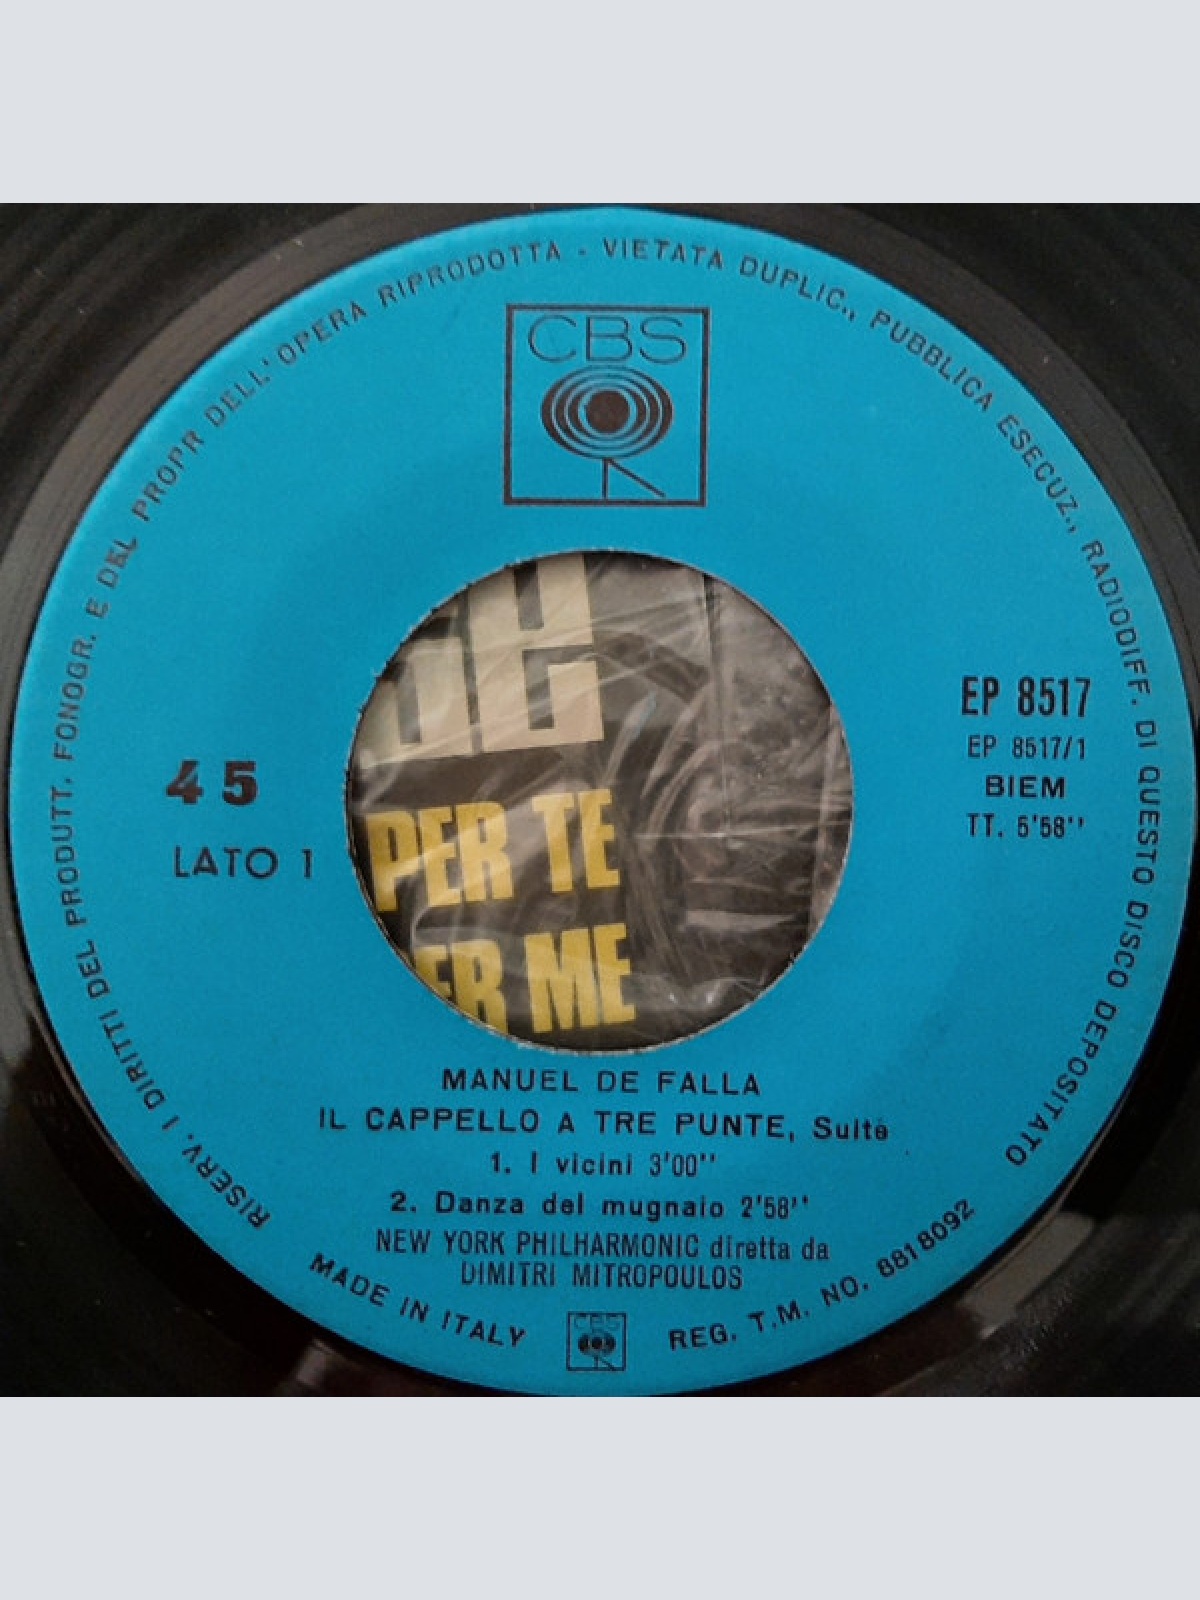 RISERV. I DIRITTI DEL PRODUTT. FONOGR. E DEL PROPR DELL'OPERA RIPRODOTTA - VIETATA DUPLIC., PUBBLICA ESECUZ., RADIODIFF. DI QUESTO DISCO DEPOSITATO
CBS
EP 8517
EP 8517/1
BIEM
TT. 5'58''
45
LATO 1
PER TE
ER ME
MANUEL DE FALLA
IL CAPPELLO A TRE PUNTE, Suite
1. I vicini 3'00''
2. Danza del mugnaio 2'58''
NEW YORK PHILHARMONIC diretta da
DIMITRI MITROPOULOS
MADE IN ITALY
CBS
REG. T.M. NO. 8818092